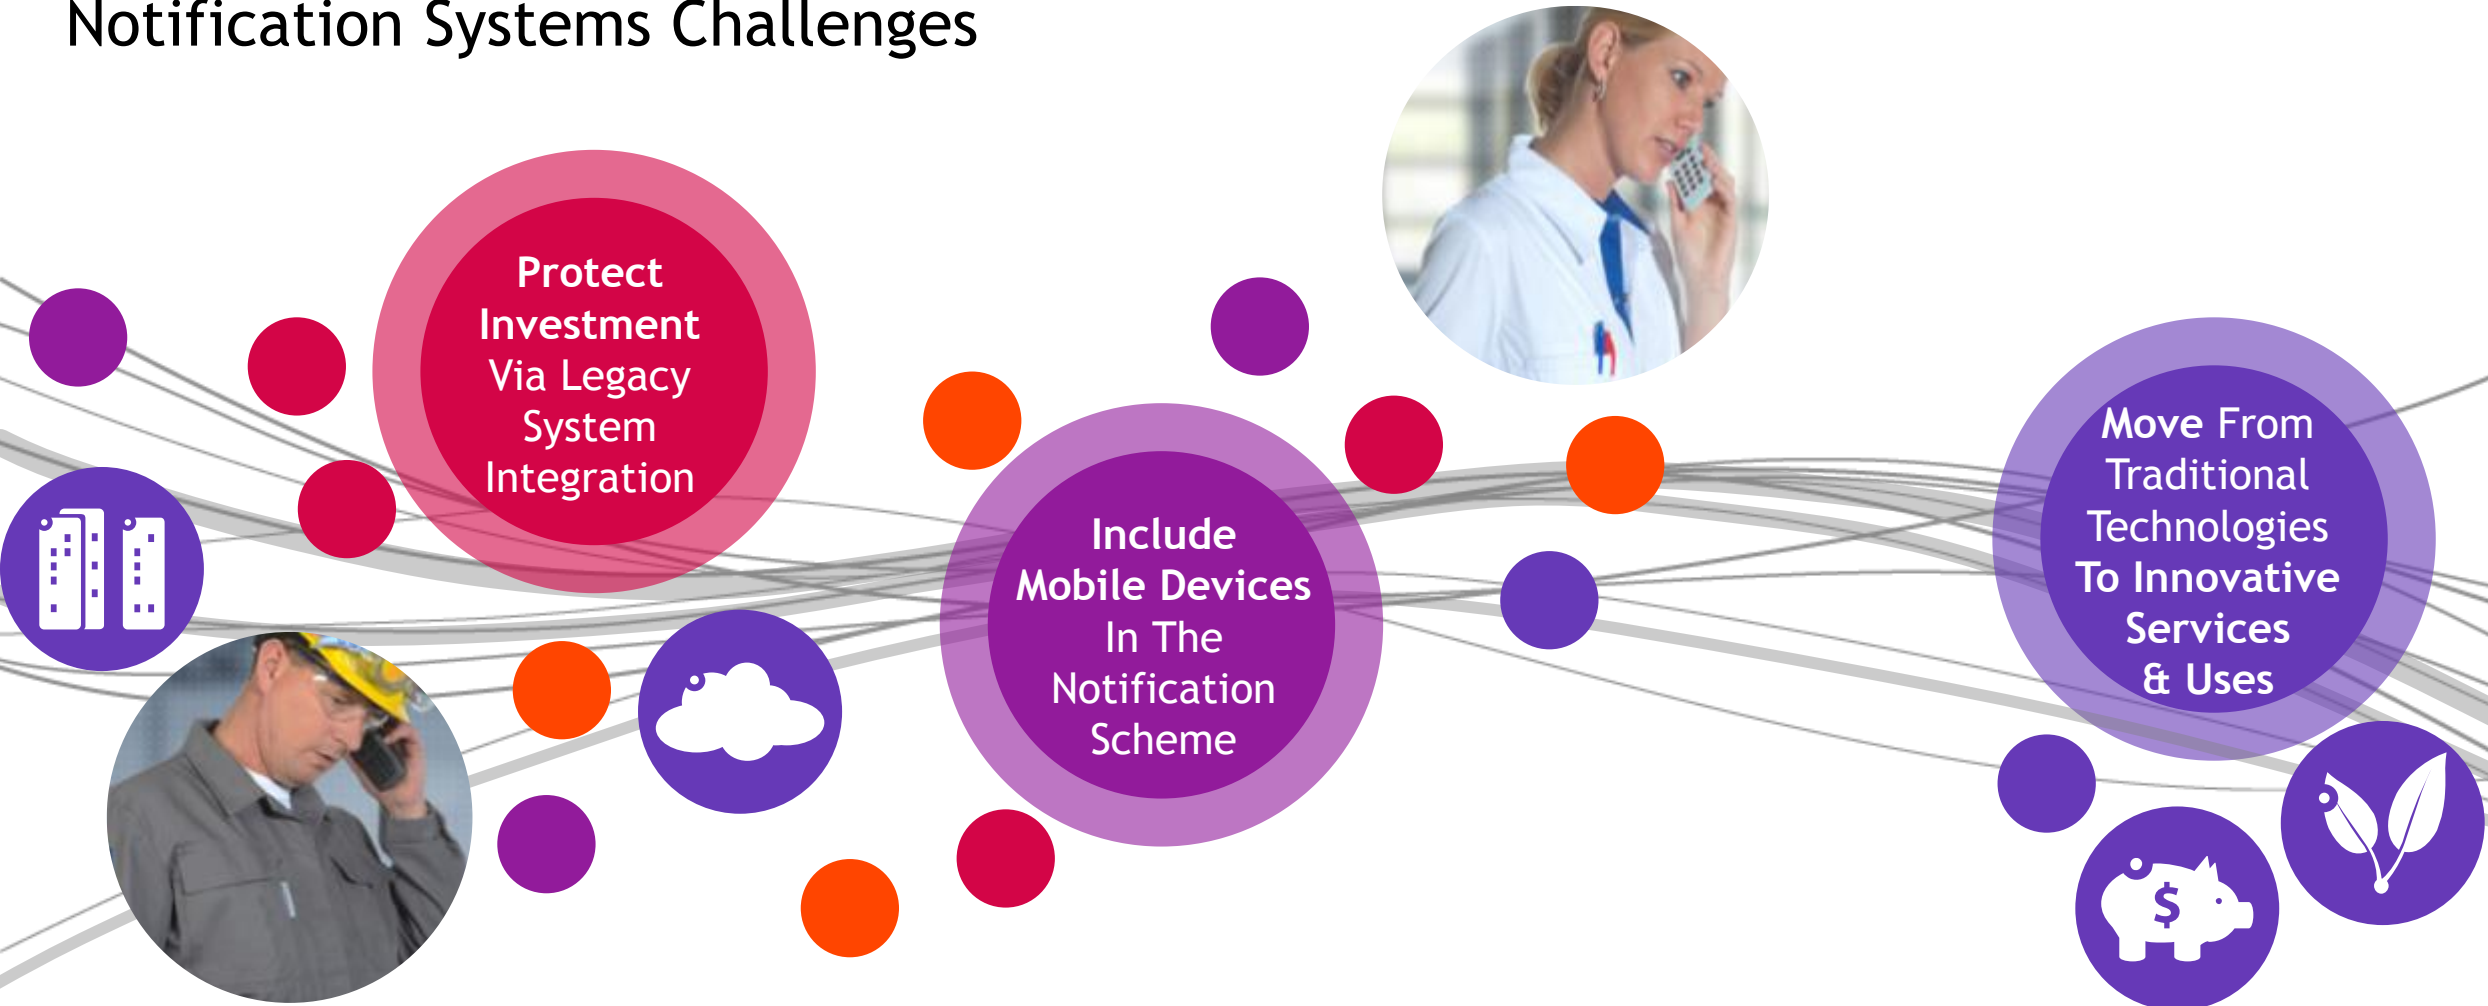 Notification Systems Challenges
Protect
Investment
Via Legacy
System
Integration
Include
Mobile Devices
In The
Notification
Scheme
Move From
Traditional
Technologies
To Innovative
Services
& Uses
$